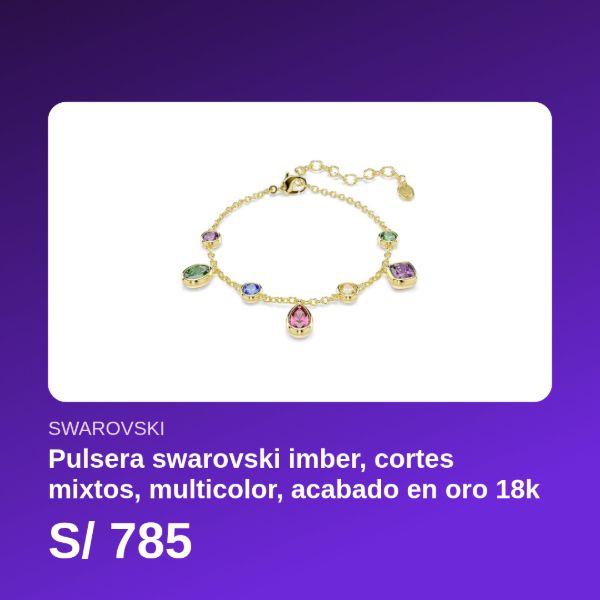 SWAROVSKI
Pulsera swarovski imber, cortes
mixtos, multicolor, acabado en oro 18k
S/ 785